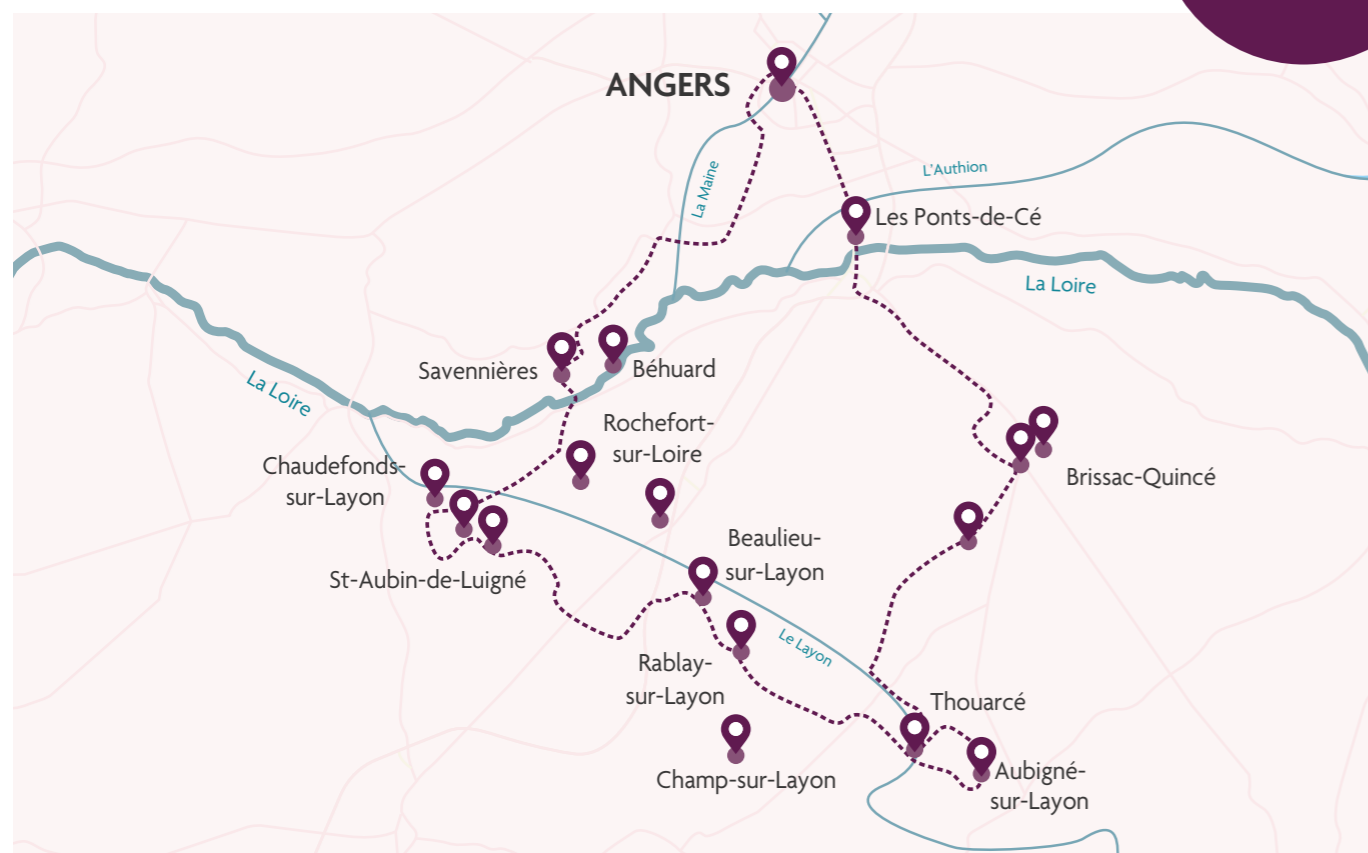 ANGERS
L'Authion
La Maine
Les Ponts-de-Cé
La Loire
Savennières
Béhuard
La Loire
Rochefort-
sur-Loire
Chaudefonds-
sur-Layon
Brissac-Quincé
St-Aubin-de-Luigné
Beaulieu-
sur-Layon
Le Layon
Rablay-
sur-Layon
Thouarcé
Champ-sur-Layon
Aubigné-
sur-Layon